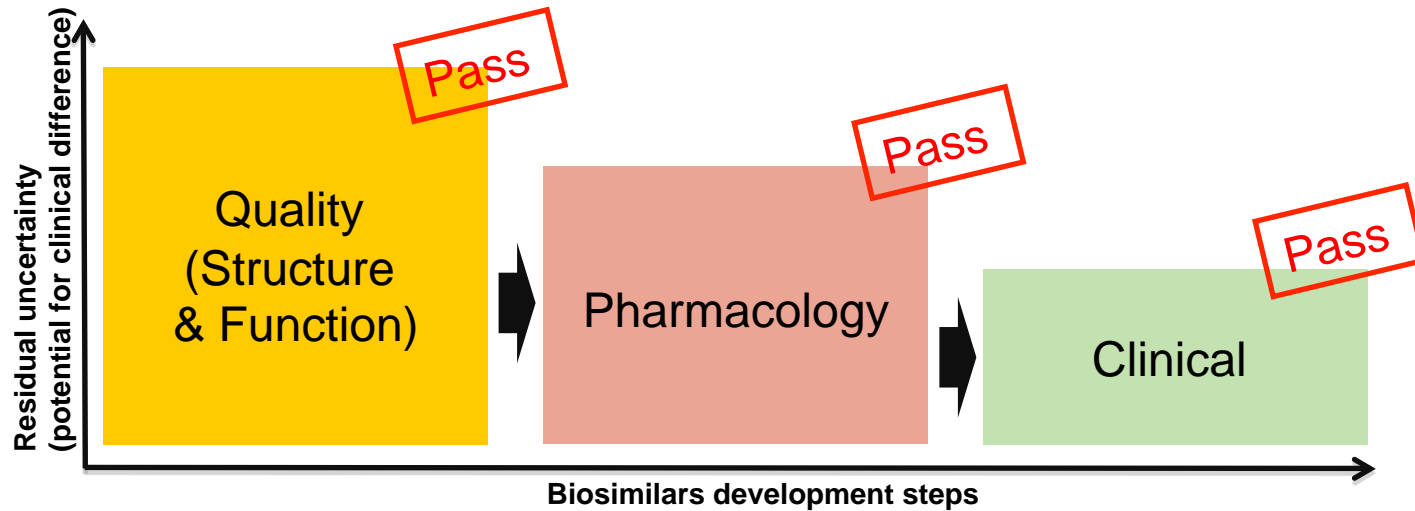 Residual uncertainty
(potential for clinical difference)
Pass
Quality
(Structure
& Function)
Pass
Pharmacology
Pass
Clinical
Biosimilars development steps